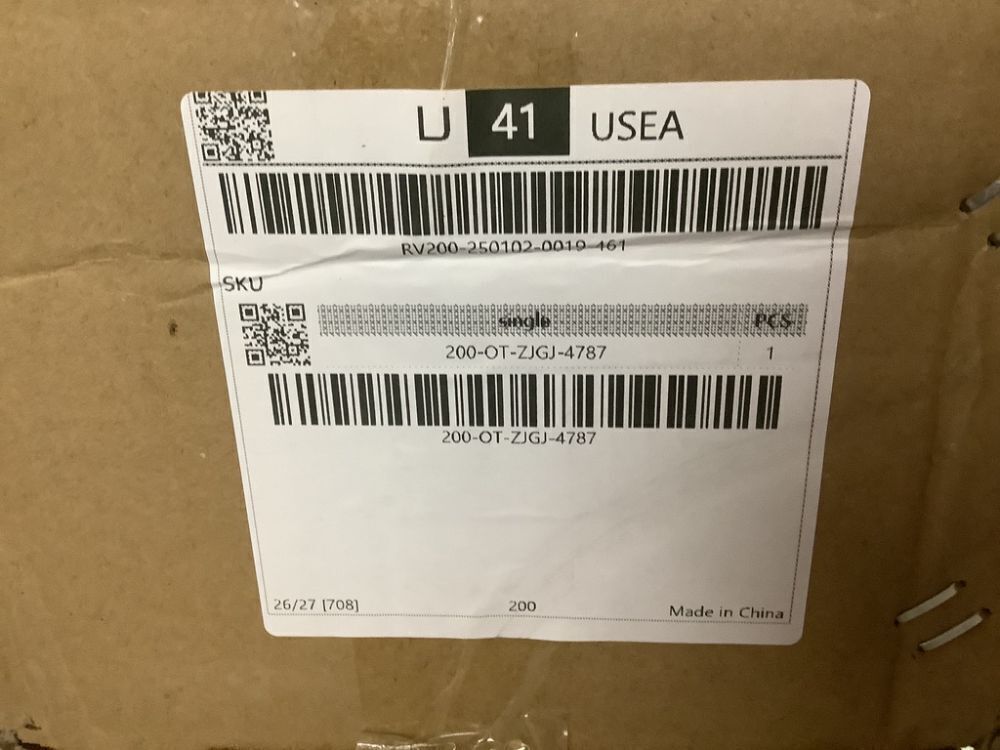 U 41 USEA
RV200-250102-0019-461
SKU
single PCS
200-OT-ZJGJ-4787 1
200-OT-ZJGJ-4787
26/27 [708] 200 Made in China